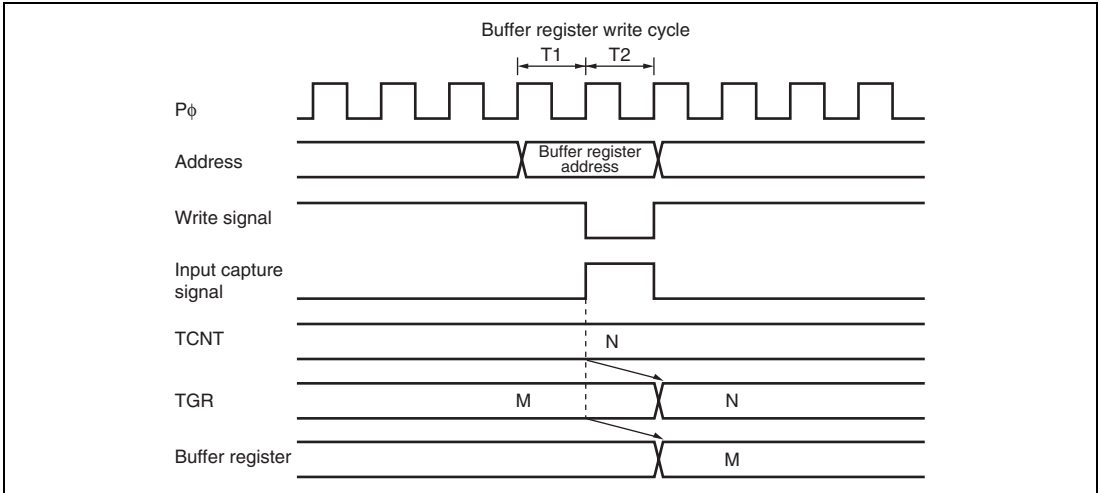 Buffer register write cycle
T1 T2
Pϕ
Address
Buffer register
address
Write signal
Input capture
signal
TCNT
N
TGR
M
N
Buffer register
M